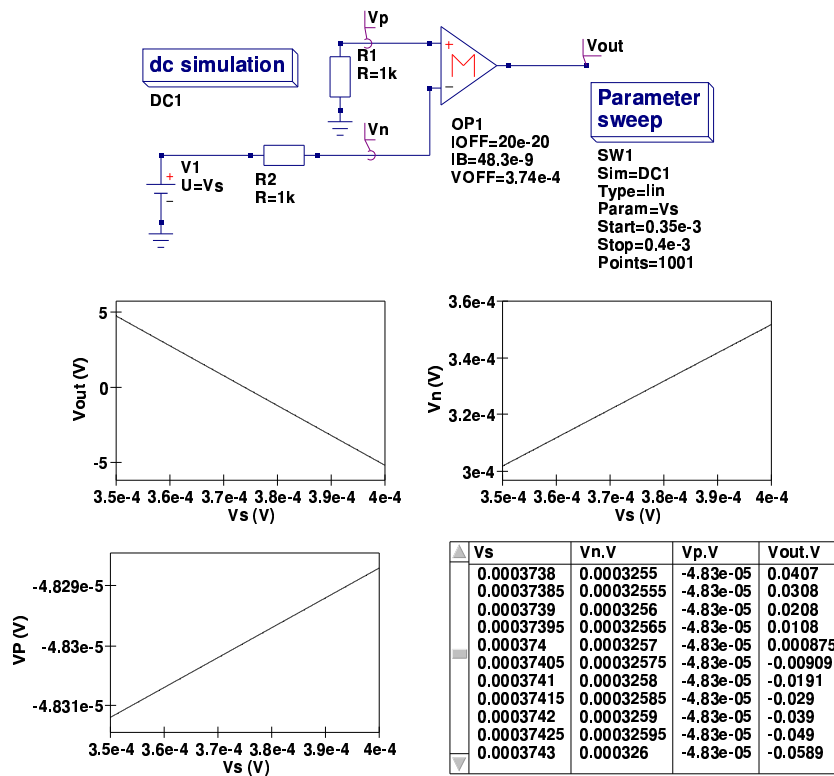 dc simulation
DC1
Vp
R1
R=1k
+
M
−
Vout
Vn
OP1
IOFF=20e-20
IB=48.3e-9
VOFF=3.74e-4
Parameter
sweep
SW1
Sim=DC1
Type=lin
Param=Vs
Start=0.35e-3
Stop=0.4e-3
Points=1001
V1
U=Vs
+
−
R2
R=1k
Vout (V)
5
0
-5
3.5e-4 3.6e-4 3.7e-4 3.8e-4 3.9e-4 4e-4
Vs (V)
Vn (V)
3.6e-4
3.4e-4
3.2e-4
3e-4
3.5e-4 3.6e-4 3.7e-4 3.8e-4 3.9e-4 4e-4
Vs (V)
VP (V)
-4.829e-5
-4.83e-5
-4.831e-5
3.5e-4 3.6e-4 3.7e-4 3.8e-4 3.9e-4 4e-4
Vs (V)
Vs Vn.V Vp.V Vout.V
0.0003738 0.0003255 -4.83e-05 0.0407
0.00037385 0.00032555 -4.83e-05 0.0308
0.0003739 0.0003256 -4.83e-05 0.0208
0.00037395 0.00032565 -4.83e-05 0.0108
0.000374 0.0003257 -4.83e-05 0.000875
0.00037405 0.00032575 -4.83e-05 -0.00909
0.0003741 0.0003258 -4.83e-05 -0.0191
0.00037415 0.00032585 -4.83e-05 -0.029
0.0003742 0.0003259 -4.83e-05 -0.039
0.00037425 0.00032595 -4.83e-05 -0.049
0.0003743 0.000326 -4.83e-05 -0.0589